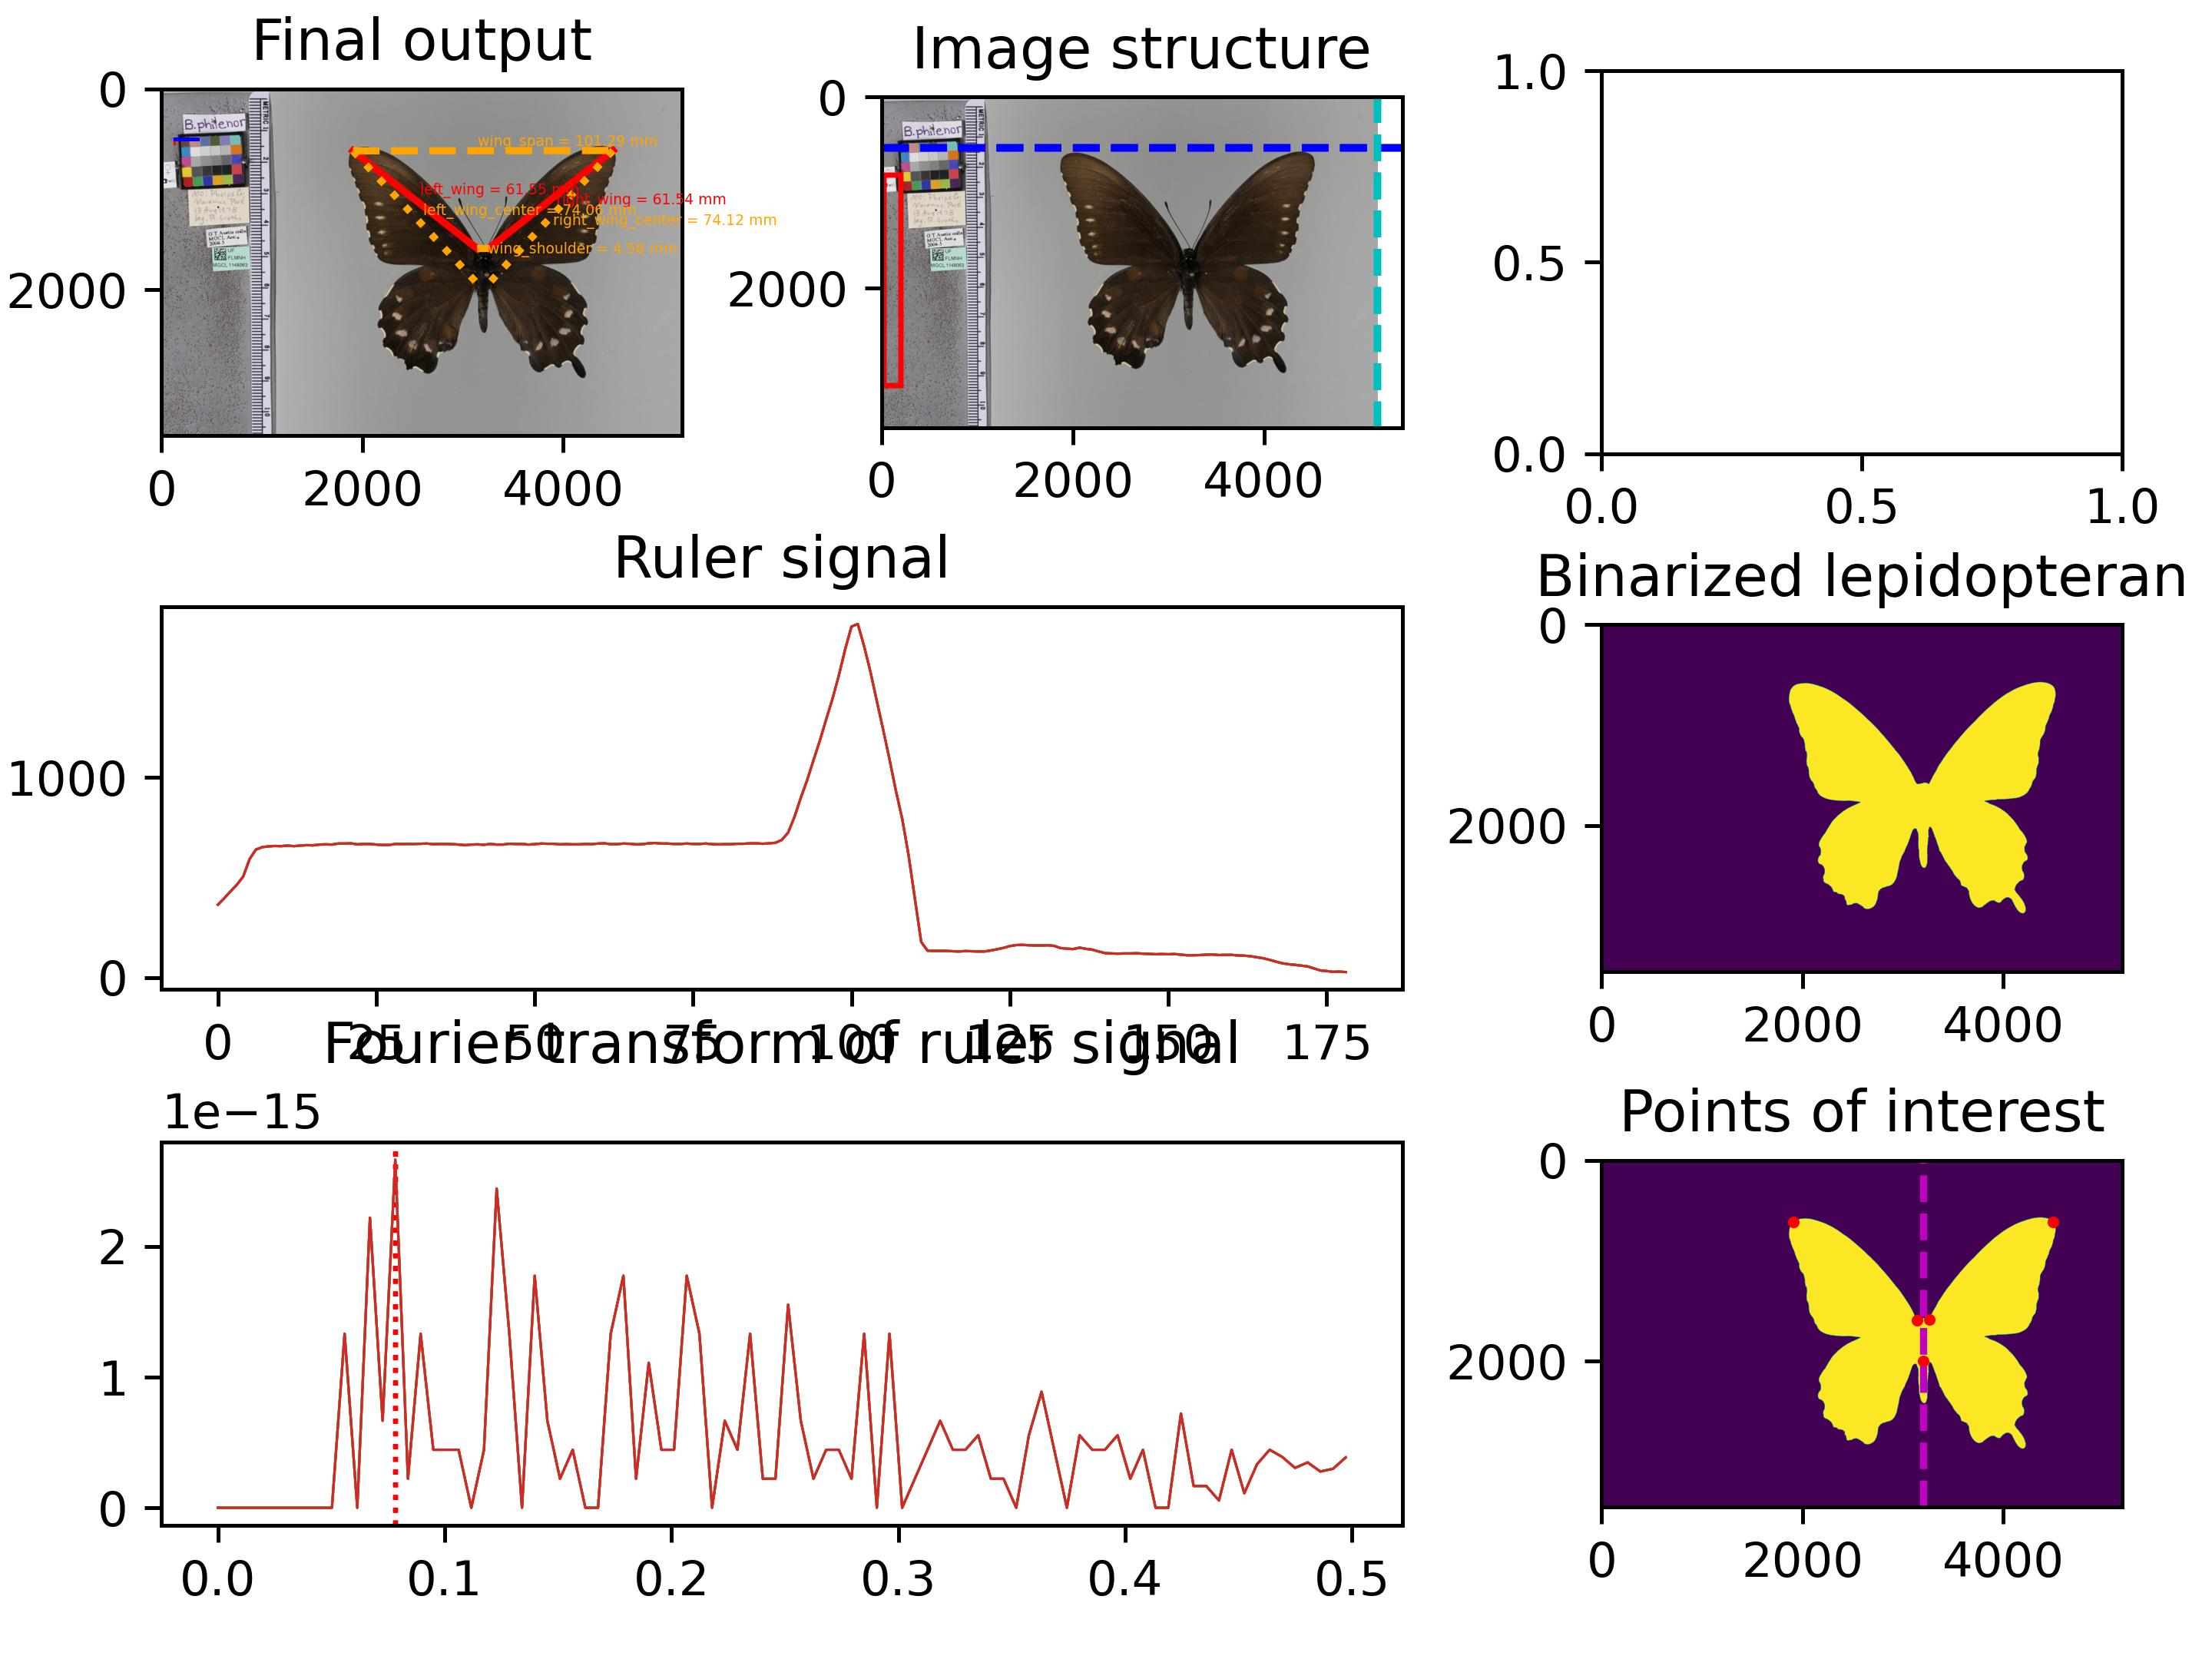 Final output
0
2000
0
2000
4000
B.philenor
METRIC 1
wing_span = 101.29 mm
left_wing = 61.55 mm
right_wing = 61.54 mm
left_wing_center = 74.06 mm
right_wing_center = 74.12 mm
wing_shoulder = 4.58 mm
Image structure
0
2000
0
2000
4000
B.philenor
METRIC 1
1.0
0.5
0.0
0.0
0.5
1.0
Ruler signal
1000
0
0
25
50
75
100
125
150
175
Binarized lepidopteran
0
2000
0
2000
4000
Fourier transform of ruler signal
1e−15
2
1
0
0.0
0.1
0.2
0.3
0.4
0.5
Points of interest
0
2000
0
2000
4000